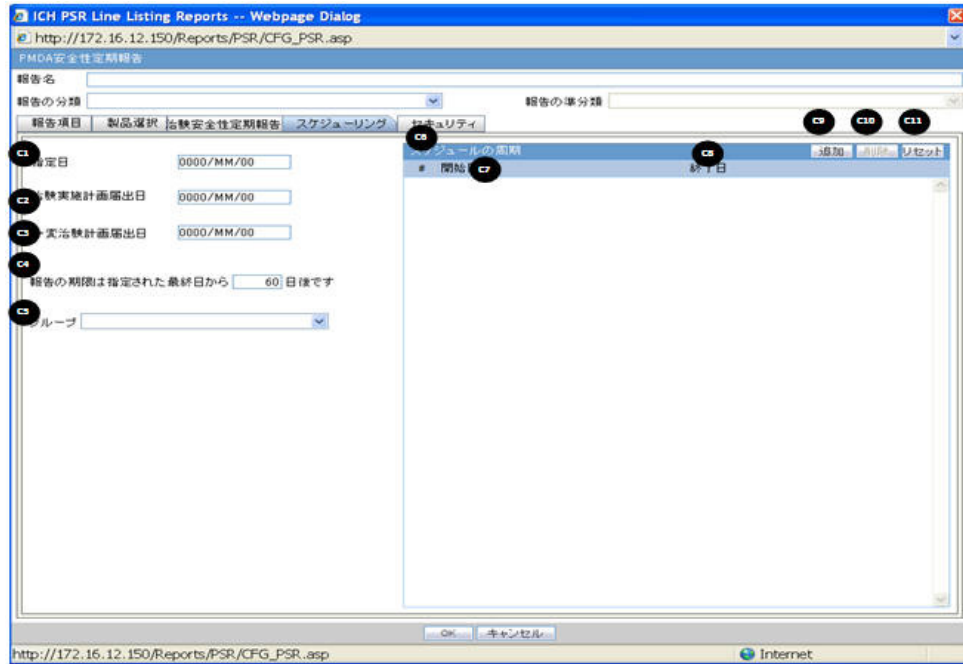 ICH PSR Line Listing Reports -- Webpage Dialog
http://172.16.12.150/Reports/PSR/CFG_PSR.asp
PMDA安全性定期報告
報告名
報告の分類
報告の準分類
報告項目 製品選択 治験安全性定期報告 スケジューリング セキュリティ
C9 C10 C11
C6
スケジュールの周期 追加 削除 リセット
C1
指定日 0000/MM/00
# 開始 C7 C8 終了日
C2
治験実施計画届出日 0000/MM/00
C3
変治験計画届出日 0000/MM/00
C4
報告の期限は指定された最終日から 60 日後です
C5
グループ
OK キャンセル
http://172.16.12.150/Reports/PSR/CFG_PSR.asp
Internet